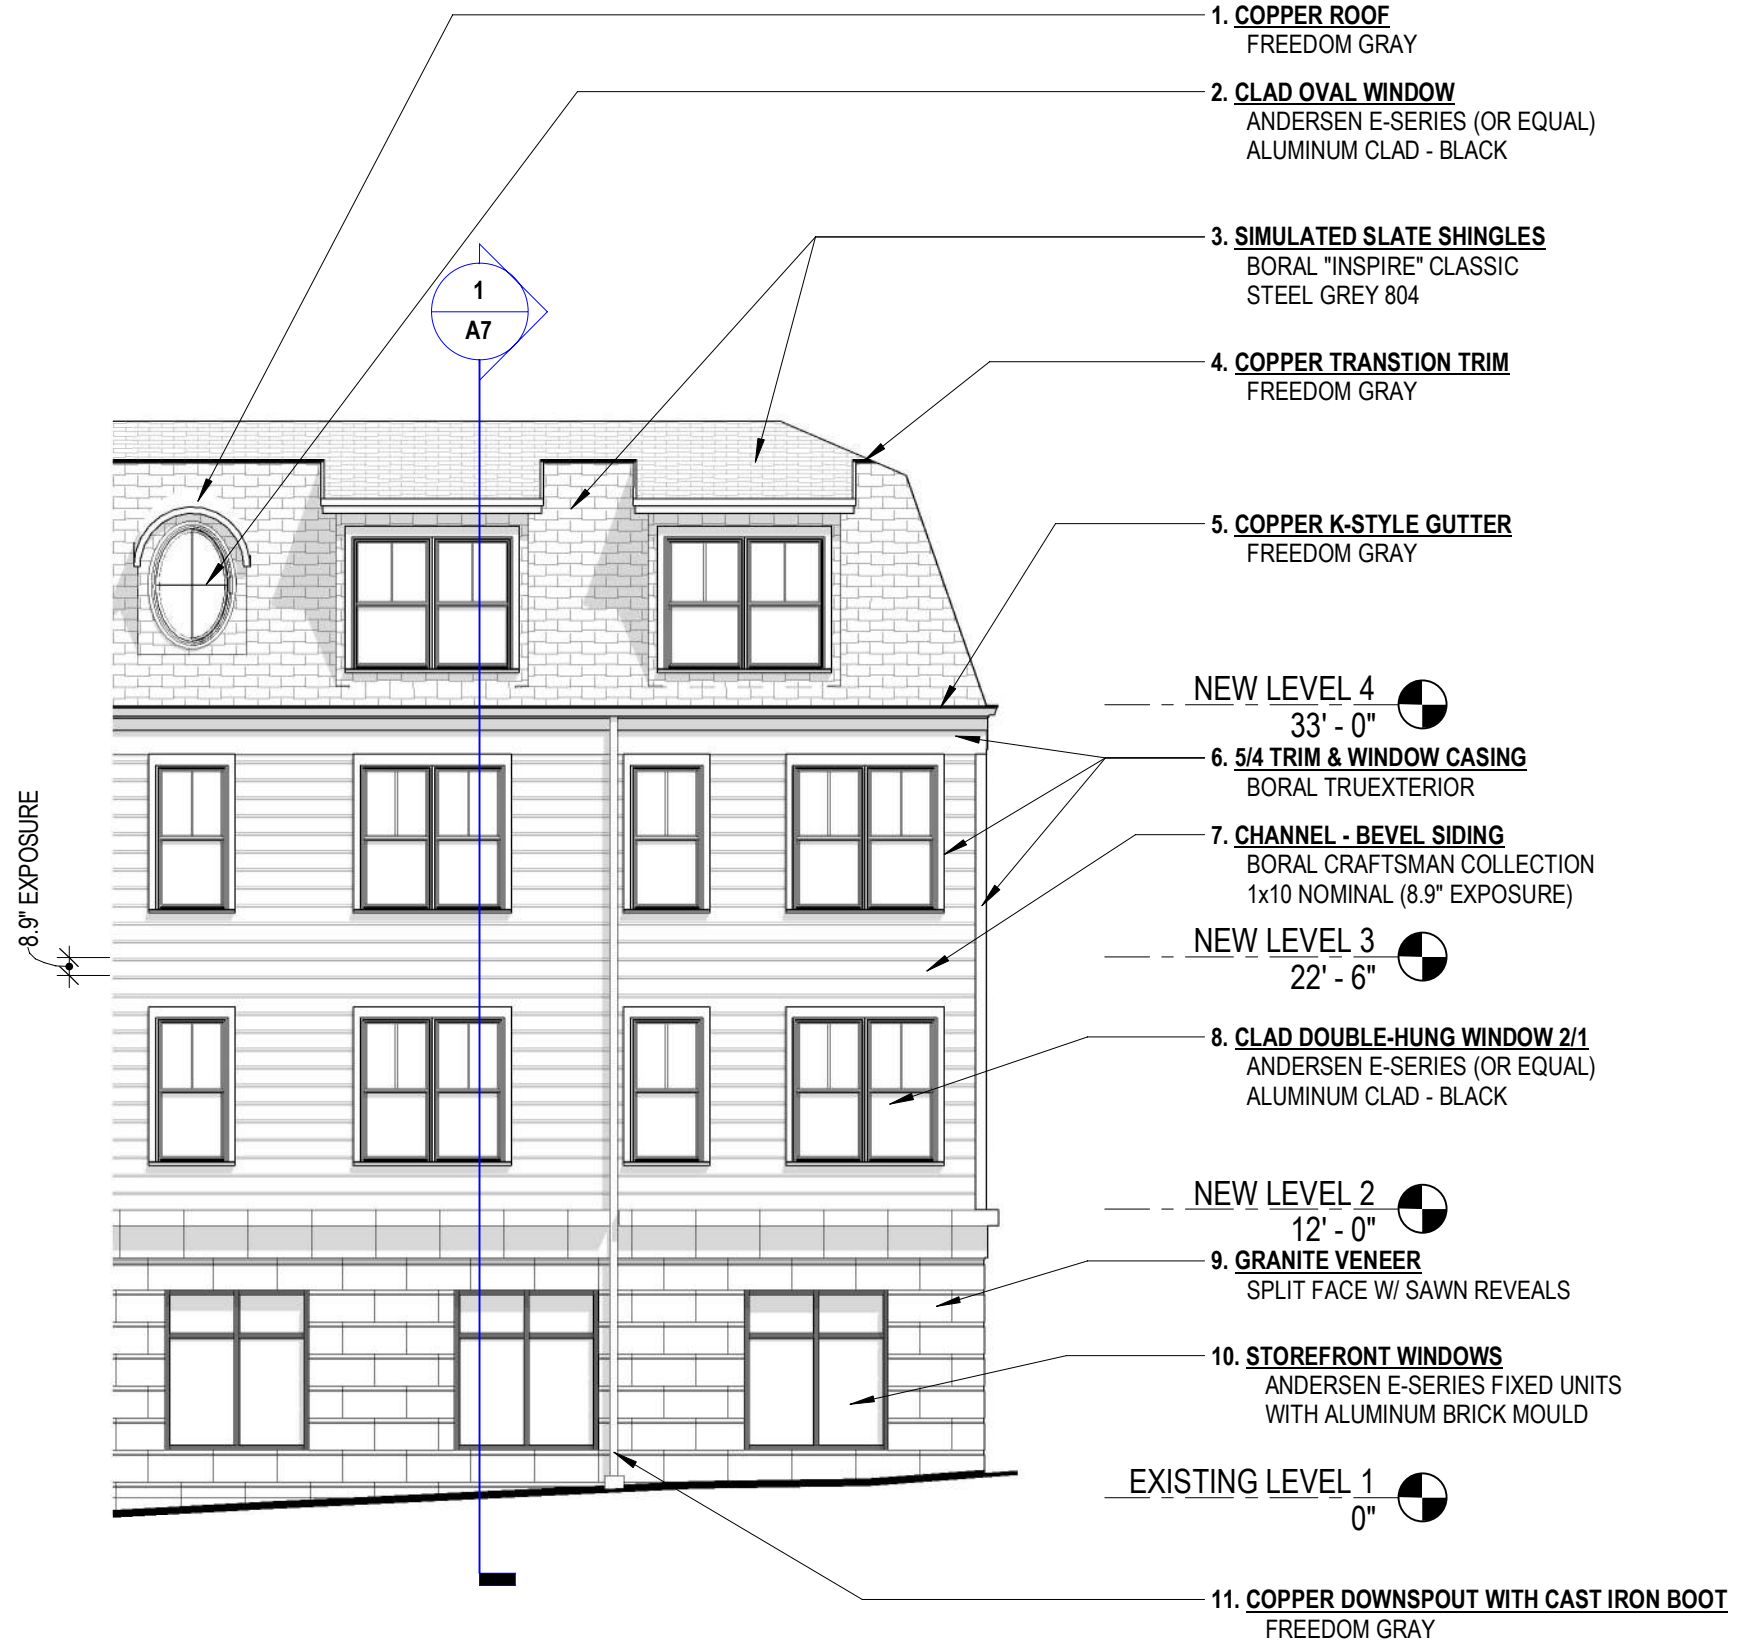 1. COPPER ROOF
FREEDOM GRAY
2. CLAD OVAL WINDOW
ANDERSEN E-SERIES (OR EQUAL)
ALUMINUM CLAD - BLACK
3. SIMULATED SLATE SHINGLES
BORAL "INSPIRE" CLASSIC
STEEL GREY 804
1
A7
4. COPPER TRANSTION TRIM
FREEDOM GRAY
5. COPPER K-STYLE GUTTER
FREEDOM GRAY
NEW LEVEL 4
33' - 0"
6. 5/4 TRIM & WINDOW CASING
BORAL TRUEXTERIOR
7. CHANNEL - BEVEL SIDING
BORAL CRAFTSMAN COLLECTION
1x10 NOMINAL (8.9" EXPOSURE)
8.9" EXPOSURE
NEW LEVEL 3
22' - 6"
8. CLAD DOUBLE-HUNG WINDOW 2/1
ANDERSEN E-SERIES (OR EQUAL)
ALUMINUM CLAD - BLACK
NEW LEVEL 2
12' - 0"
9. GRANITE VENEER
SPLIT FACE W/ SAWN REVEALS
10. STOREFRONT WINDOWS
ANDERSEN E-SERIES FIXED UNITS
WITH ALUMINUM BRICK MOULD
EXISTING LEVEL 1
0"
11. COPPER DOWNSPOUT WITH CAST IRON BOOT
FREEDOM GRAY